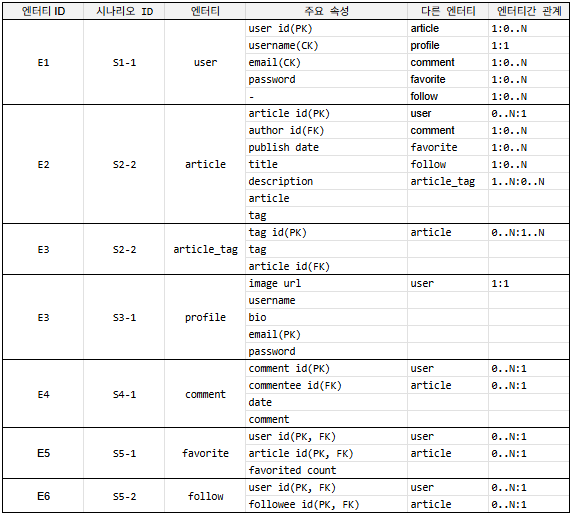 엔터티 ID 시나리오 ID 엔터티 주요 속성 다른 엔터티 엔터티간 관계
E1 S1-1 user user id(PK) article 1:0..N
username(CK) profile 1:1
email(CK) comment 1:0..N
password favorite 1:0..N
- follow 1:0..N
E2 S2-2 article article id(PK) user 0..N:1
author id(FK) comment 1:0..N
publish date favorite 1:0..N
title follow 1:0..N
description article_tag 1..N:0..N
article
tag
E3 S2-2 article_tag tag id(PK) article 0..N:1..N
tag
article id(FK)
E3 S3-1 profile image url user 1:1
username
bio
email(PK)
password
E4 S4-1 comment comment id(PK) user 0..N:1
commentee id(FK) article 0..N:1
date
comment
E5 S5-1 favorite user id(PK, FK) user 0..N:1
article id(PK, FK) article 0..N:1
favorited count
E6 S5-2 follow user id(PK, FK) user 0..N:1
followee id(PK, FK) article 0..N:1